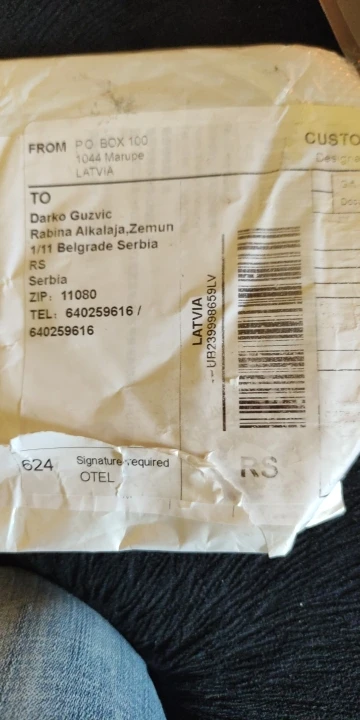 FROM P.O. BOX 100
1044 Marupe
LATVIA
CUSTO
TO
Darko Guzvic
Rabina Alkalaja,Zemun
1/11 Belgrade Serbia
RS
Serbia
ZIP: 11080
TEL: 640259616 /
640259616
LATVIA
UB239998659LV
624 Signature required
OTEL
RS